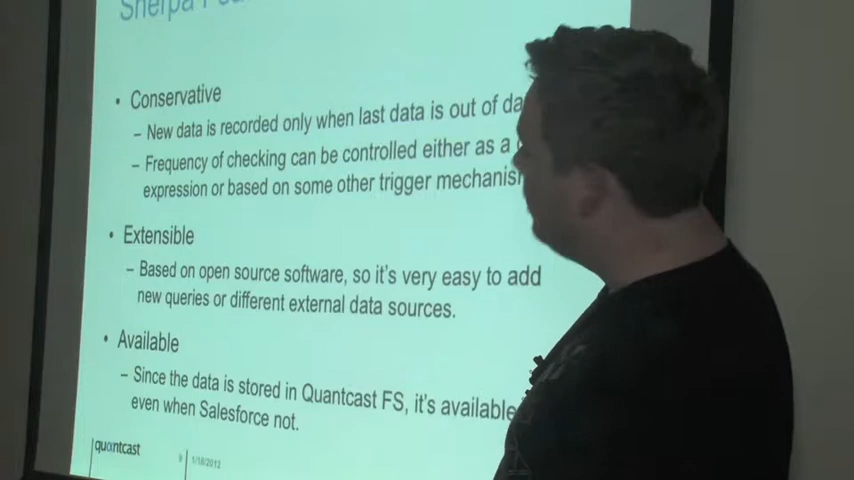 Sherpa
• Conservative
– New data is recorded only when last data is out of
– Frequency of checking can be controlled either as a
expression or based on some other trigger mechanism
• Extensible
– Based on open source software, so it's very easy to add
new queries or different external data sources.
• Available
– Since the data is stored in Quantcast FS, it's available
even when Salesforce not.
quantcast
9
1/18/2012